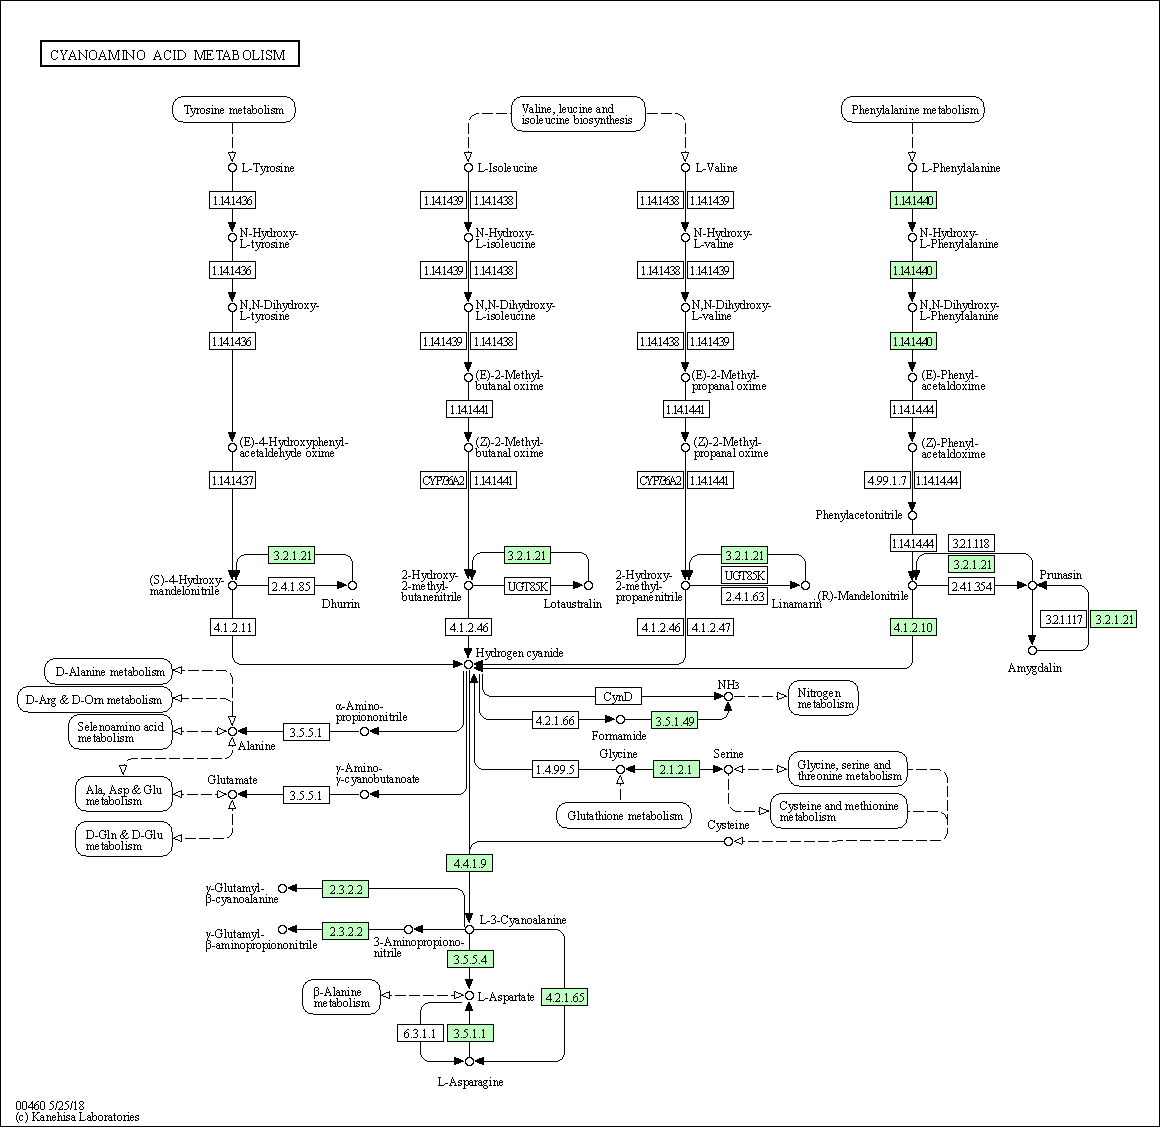 CYANOAMINO ACID METABOLISM
Tyrosine metabolism
Valine, leucine and
isoleucine biosynthesis
Phenylalanine metabolism
L-Tyrosine
L-Isoleucine
L-Valine
L-Phenylalanine
1.14.14.36
1.14.14.39 1.14.14.38
1.14.14.38 1.14.14.39
1.14.14.40
N-Hydroxy-
L-tyrosine
N-Hydroxy-
L-isoleucine
N-Hydroxy-
L-valine
N-Hydroxy-
L-Phenylalanine
1.14.14.36
1.14.14.39 1.14.14.38
1.14.14.38 1.14.14.39
1.14.14.40
N,N-Dihydroxy-
L-tyrosine
N,N-Dihydroxy-
L-isoleucine
N,N-Dihydroxy-
L-valine
N,N-Dihydroxy-
L-Phenylalanine
1.14.14.36
1.14.14.39 1.14.14.38
1.14.14.38 1.14.14.39
1.14.14.40
(E)-2-Methyl-
butanal oxime
(E)-2-Methyl-
propanal oxime
(E)-Phenyl-
acetaldoxime
1.14.14.41
1.14.14.41
1.14.14.44
(E)-4-Hydroxyphenyl-
acetaldehyde oxime
(Z)-2-Methyl-
butanal oxime
(Z)-2-Methyl-
propanal oxime
(Z)-Phenyl-
acetaldoxime
1.14.14.37
CYP736A2 1.14.14.41
CYP736A2 1.14.14.41
4.99.1.7 1.14.14.44
Phenylacetonitrile
1.14.14.44
3.2.1.118
3.2.1.21
3.2.1.21
3.2.1.21
3.2.1.21
(S)-4-Hydroxy-
mandelonitrile
2.4.1.85
Dhurrin
2-Hydroxy-
2-methyl-
butanenitrile
UGT85K
Lotaustralin
2-Hydroxy-
2-methyl-
propanenitrile
UGT85K
2.4.1.63
Linamarin
(R)-Mandelonitrile
2.4.1.354
Prunasin
4.1.2.11
4.1.2.46
4.1.2.46 4.1.2.47
4.1.2.10
3.2.1.117 3.2.1.21
Hydrogen cyanide
Amygdalin
D-Alanine metabolism
D-Arg & D-Orn metabolism
Selenoamino acid
metabolism
Alanine
3.5.5.1
α-Amino-
propiononitrile
CynD
NH3
Nitrogen
metabolism
4.2.1.66
Formamide
3.5.1.49
Glycine
Serine
1.4.99.5
2.1.2.1
Glycine, serine and
threonine metabolism
Ala, Asp & Glu
metabolism
Glutamate
3.5.5.1
γ-Amino-
γ-cyanobutanoate
Glutathione metabolism
Cysteine and methionine
metabolism
D-Gln & D-Glu
metabolism
Cysteine
4.4.1.9
γ-Glutamyl-
β-cyanoalanine
2.3.2.2
L-3-Cyanoalanine
γ-Glutamyl-
β-aminopropiononitrile
2.3.2.2
3-Aminopropiono-
nitrile
3.5.5.4
β-Alanine
metabolism
L-Aspartate
4.2.1.65
6.3.1.1
3.5.1.1
L-Asparagine
00460 5/25/18
(c) Kanehisa Laboratories